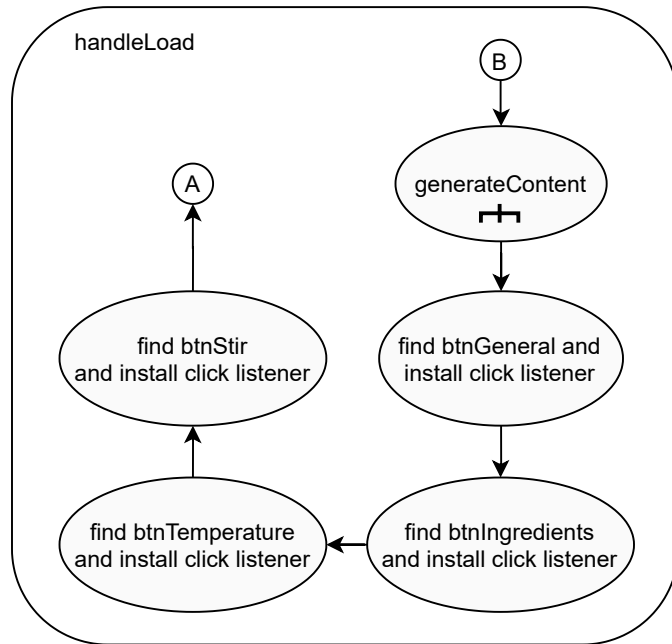 handleLoad
B
generateContent
find btnGeneral and
install click listener
find btnIngredients
and install click listener
find btnTemperature
and install click listener
find btnStir
and install click listener
A